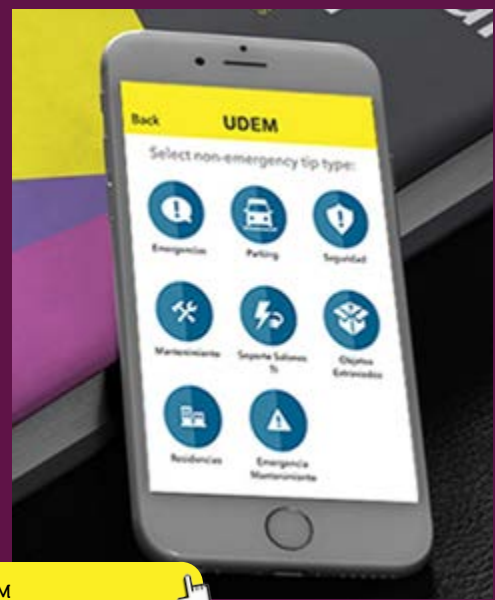 Back UDEM
Select non-emergency tip type:
Emergencias Parking Seguridad
Mantenimiento Soporte Salones Objetos
TI Extraviados
Residencias Emergencia
Mantenimiento
M